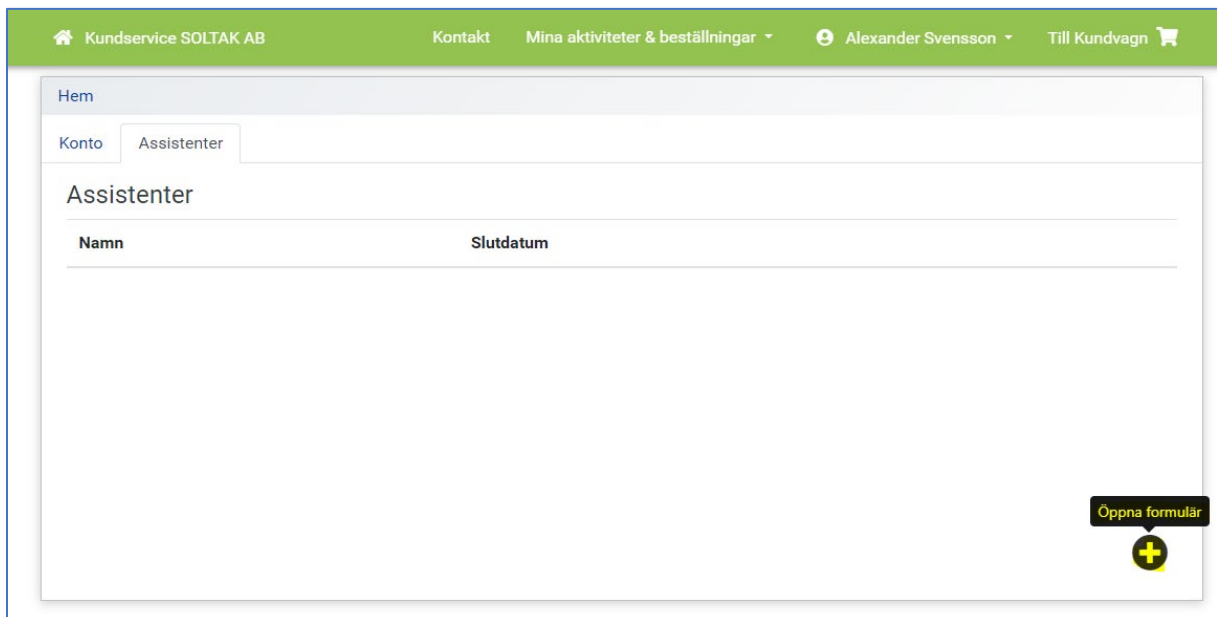 Kundservice SOLTAK AB Kontakt Mina aktiviteter & beställningar Alexander Svensson Till Kundvagn
Hem
Konto Assistenter
Assistenter
Namn Slutdatum
Öppna formulär